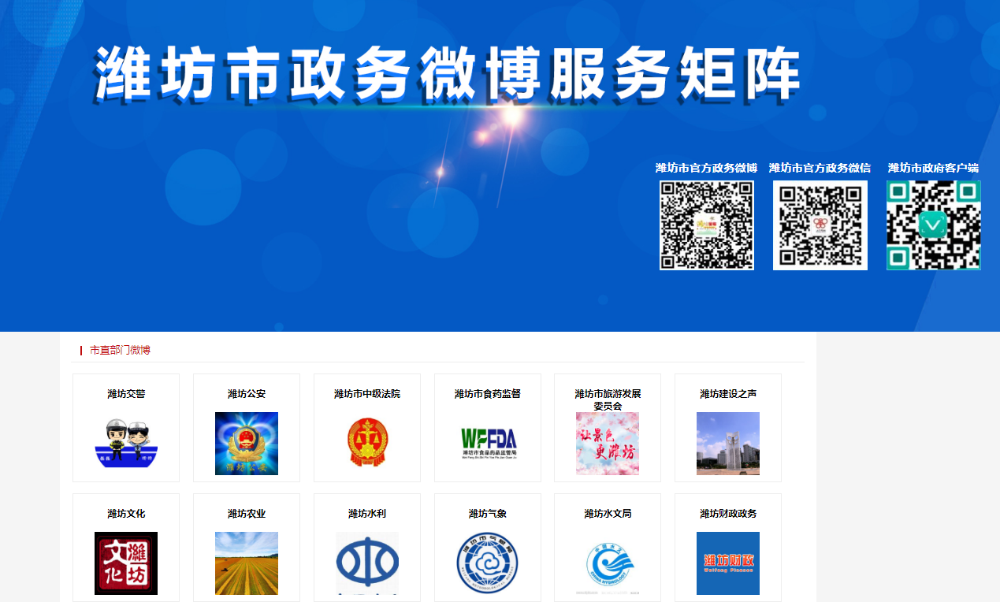 潍坊市政务微博服务矩阵
潍坊市官方政务微博 潍坊市官方政务微信 潍坊市政府客户端
市直部门微博
潍坊交警 潍坊公安 潍坊市中级法院 潍坊市食药监督 潍坊市旅游发展 潍坊建设之声
委员会
潍坊公安
WFFDA
潍坊市食品药品监管局
让景色
更潍坊
潍坊文化 潍坊农业 潍坊水利 潍坊气象 潍坊水文局 潍坊财政政务
文化
潍坊
潍坊市气象局
中国水文
CHINA HYDROLOGY
潍坊财政
Weifang Finance